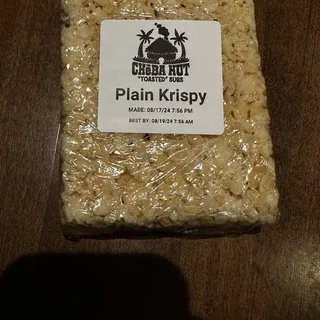 CHEBA HUT
"TOASTED" SUBS
Plain Krispy
MADE: 08/17/24 7:56 PM
BEST BY: 08/19/24 7:56 AM